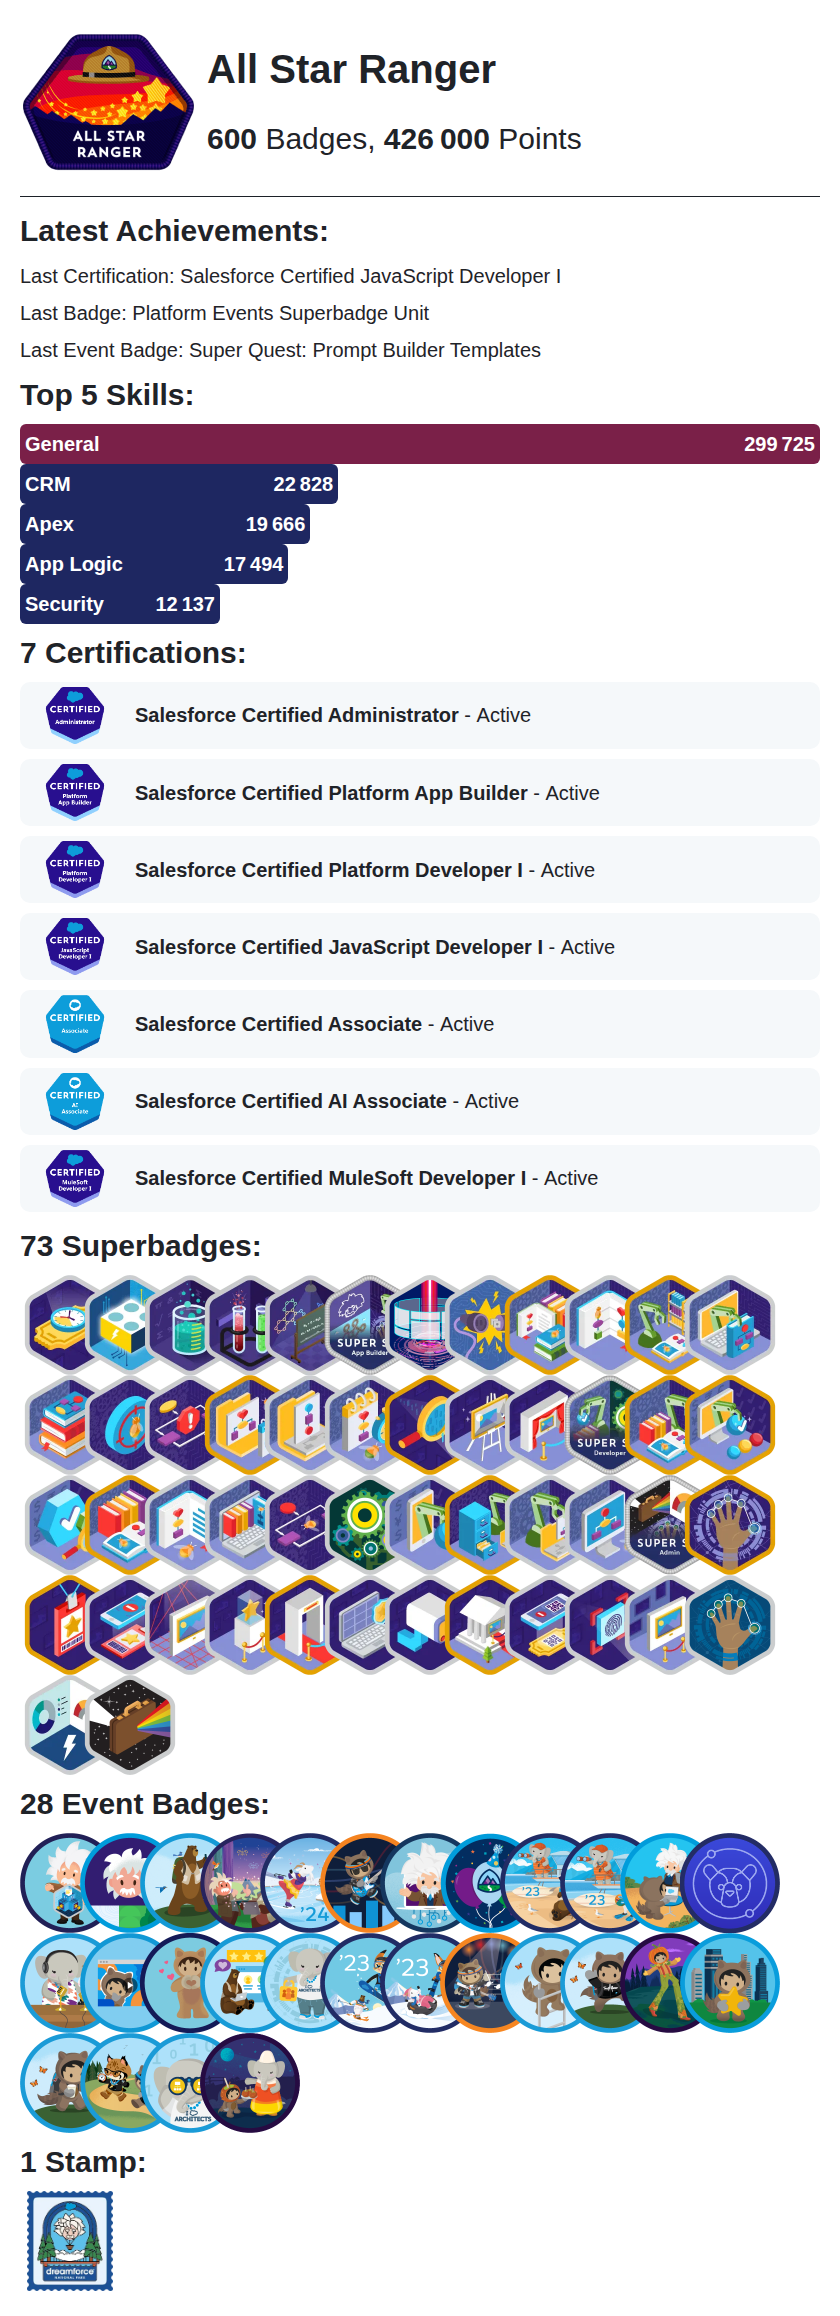 ALL STAR
RANGER
All Star Ranger
600 Badges, 426 000 Points
Latest Achievements:
Last Certification: Salesforce Certified JavaScript Developer I
Last Badge: Platform Events Superbadge Unit
Last Event Badge: Super Quest: Prompt Builder Templates
Top 5 Skills:
General 299 725
CRM 22 828
Apex 19 666
App Logic 17 494
Security 12 137
7 Certifications:
CERTIFIED
Administrator
Salesforce Certified Administrator - Active
CERTIFIED
Platform
App Builder
Salesforce Certified Platform App Builder - Active
CERTIFIED
Platform
Developer I
Salesforce Certified Platform Developer I - Active
CERTIFIED
JavaScript
Developer I
Salesforce Certified JavaScript Developer I - Active
CERTIFIED
Associate
Salesforce Certified Associate - Active
CERTIFIED
AI
Associate
Salesforce Certified AI Associate - Active
CERTIFIED
MuleSoft
Developer I
Salesforce Certified MuleSoft Developer I - Active
73 Superbadges:
SUPER S
App Builder
SUPER S
Developer
SUPER S
Admin
28 Event Badges:
'24
'23
'23
'23
'23
ARCHITECTS
1 Stamp:
dreamforce
NATIONAL PARK